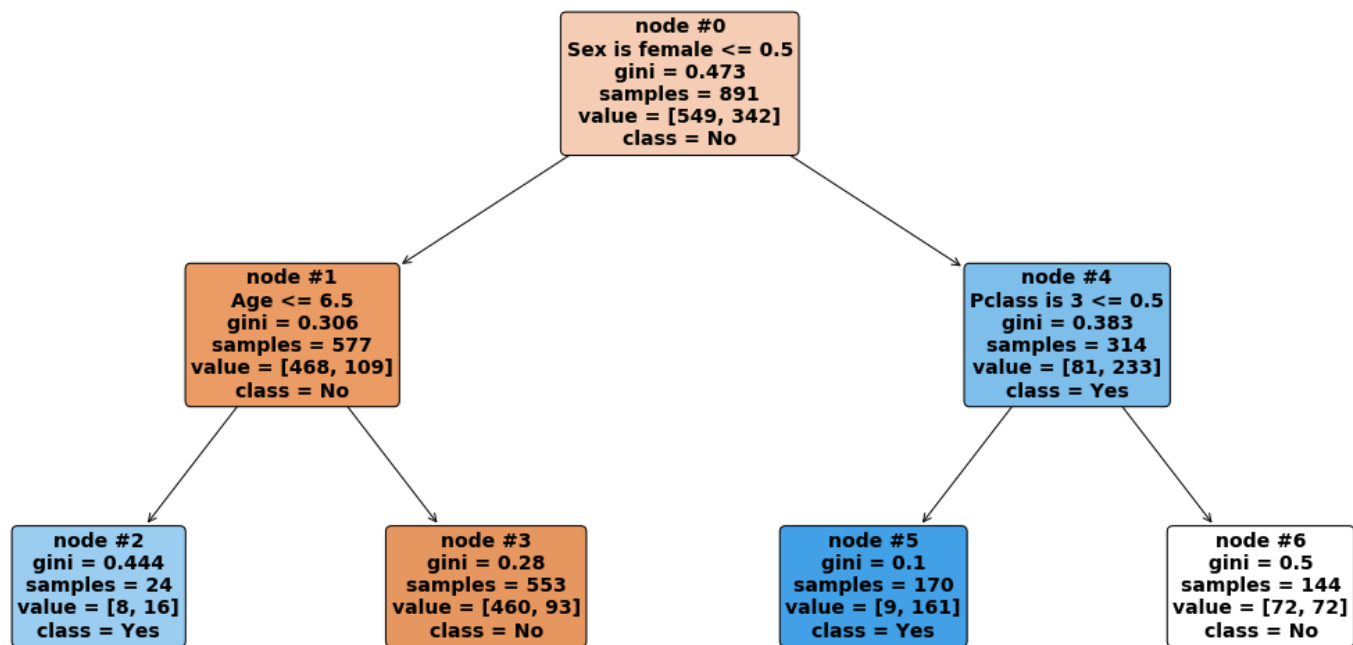 node #0
Sex is female <= 0.5
gini = 0.473
samples = 891
value = [549, 342]
class = No
node #1
Age <= 6.5
gini = 0.306
samples = 577
value = [468, 109]
class = No
node #4
Pclass is 3 <= 0.5
gini = 0.383
samples = 314
value = [81, 233]
class = Yes
node #2
gini = 0.444
samples = 24
value = [8, 16]
class = Yes
node #3
gini = 0.28
samples = 553
value = [460, 93]
class = No
node #5
gini = 0.1
samples = 170
value = [9, 161]
class = Yes
node #6
gini = 0.5
samples = 144
value = [72, 72]
class = No